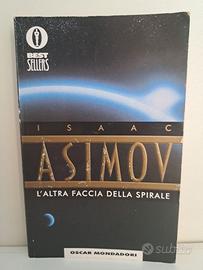 BEST
SELLERS
ISAAC
ASIMOV
L'ALTRA FACCIA DELLA SPIRALE
OSCAR MONDADORI
subito